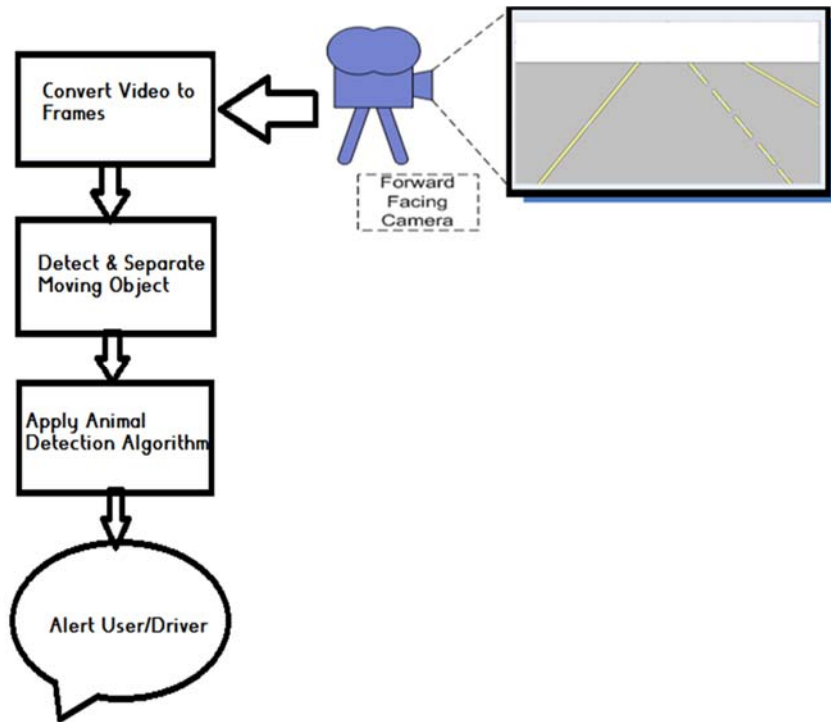 Convert Video to
Frames
Forward
Facing
Camera
Detect & Separate
Moving Object
Apply Animal
Detection Algorithm
Alert User/Driver